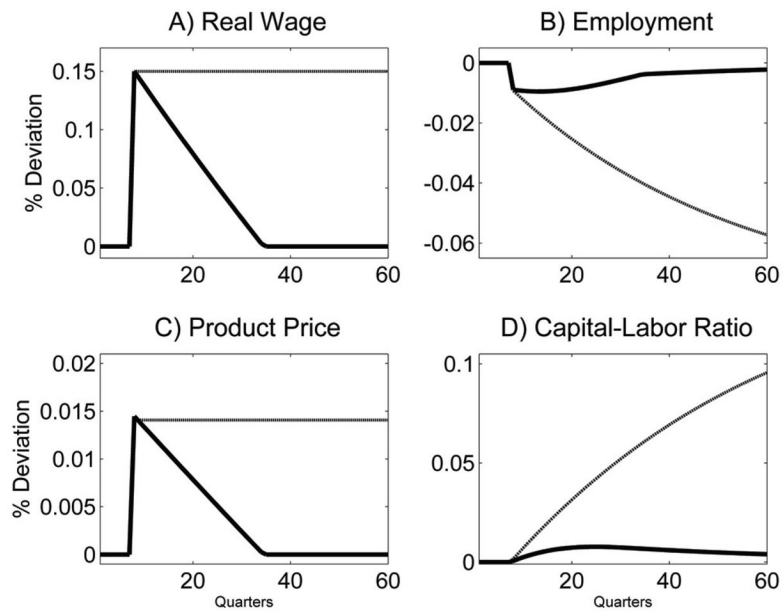 A) Real Wage
B) Employment
% Deviation
0.15
0.1
0.05
0
20 40 60
0
-0.02
-0.04
-0.06
20 40 60
C) Product Price
D) Capital-Labor Ratio
% Deviation
0.02
0.015
0.01
0.005
0
20 40 60
Quarters
0.1
0.05
0
20 40 60
Quarters